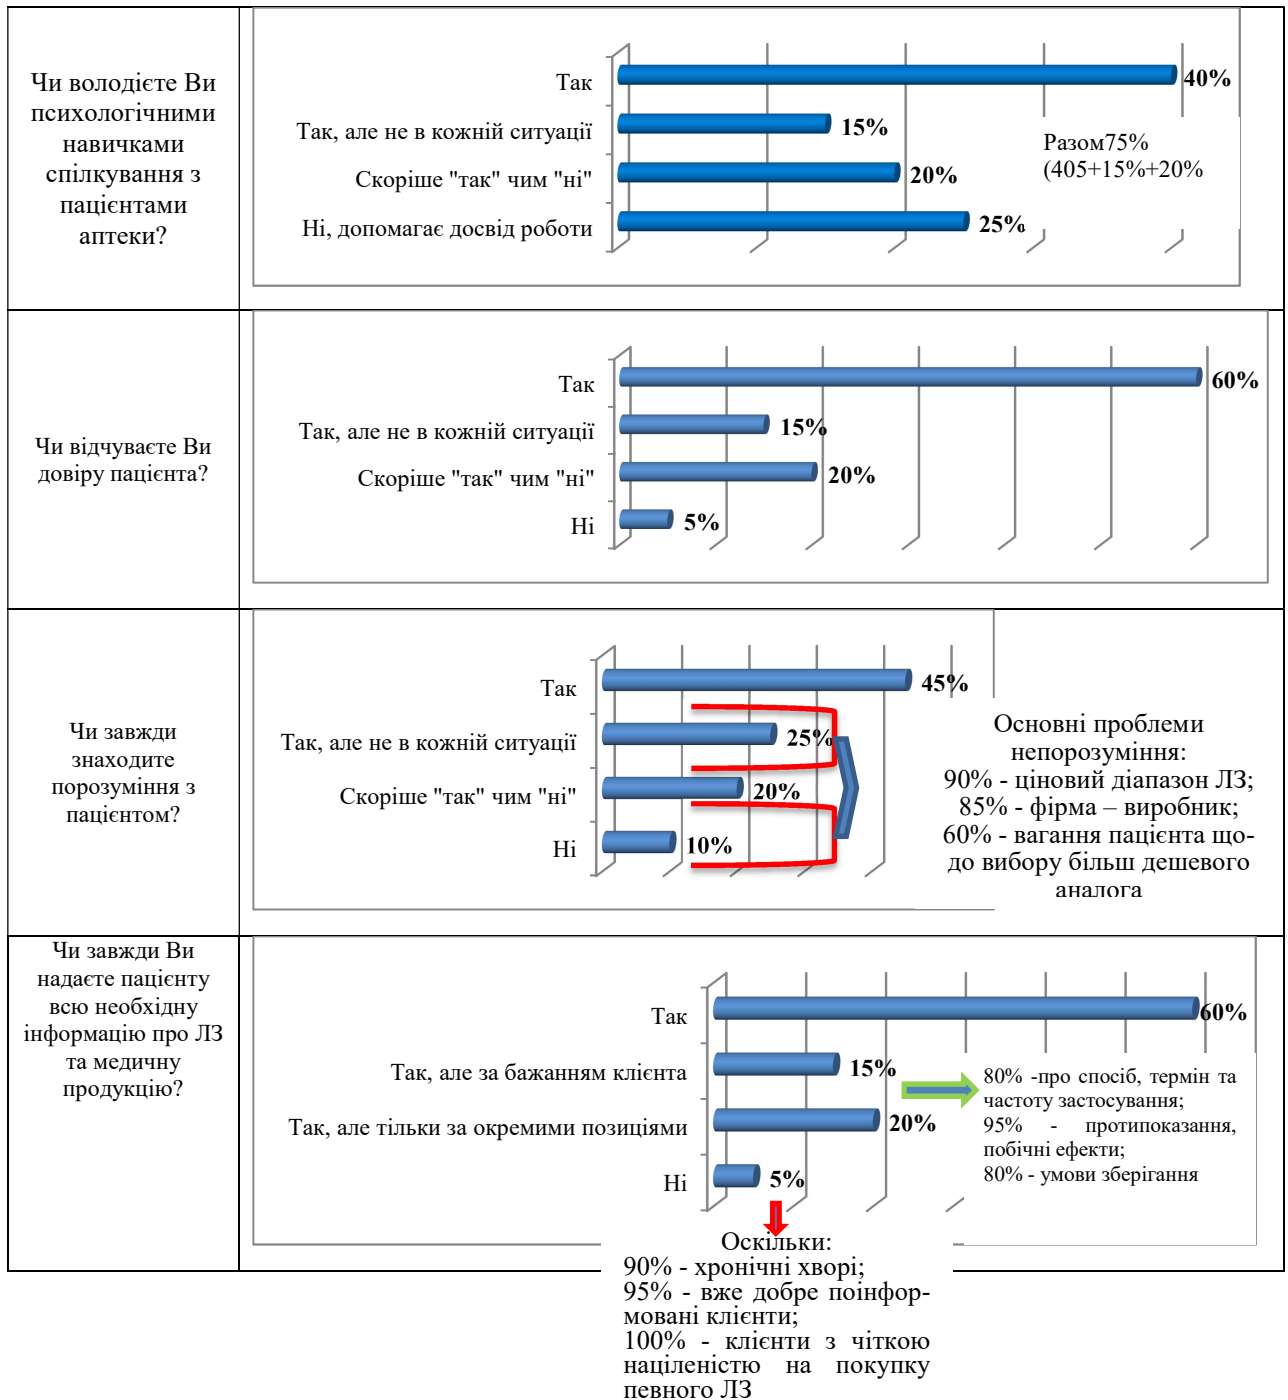 Чи володієте Ви
психологічними
навичками
спілкування з
пацієнтами
аптеки?
Так
40%
Так, але не в кожній ситуації
15%
Скоріше "так" чим "ні"
20%
Ні, допомагає досвід роботи
25%
Разом75%
(405+15%+20%
Чи відчуваєте Ви
довіру пацієнта?
Так
60%
Так, але не в кожній ситуації
15%
Скоріше "так" чим "ні"
20%
Ні
5%
Чи завжди
знаходите
порозуміння з
пацієнтом?
Так
45%
Так, але не в кожній ситуації
25%
Скоріше "так" чим "ні"
20%
Ні
10%
Основні проблеми
непорозуміння:
90% - ціновий діапазон ЛЗ;
85% - фірма – виробник;
60% - вагання пацієнта що-
до вибору більш дешевого
аналога
Чи завжди Ви
надаєте пацієнту
всю необхідну
інформацію про ЛЗ
та медичну
продукцію?
Так
60%
Так, але за бажанням клієнта
15%
Так, але тільки за окремими позиціями
20%
Ні
5%
80% -про спосіб, термін та
частоту застосування;
95% - протипоказання,
побічні ефекти;
80% - умови зберігання
Оскільки:
90% - хронічні хворі;
95% - вже добре поінфор-
мовані клієнти;
100% - клієнти з чіткою
націленістю на покупку
певного ЛЗ